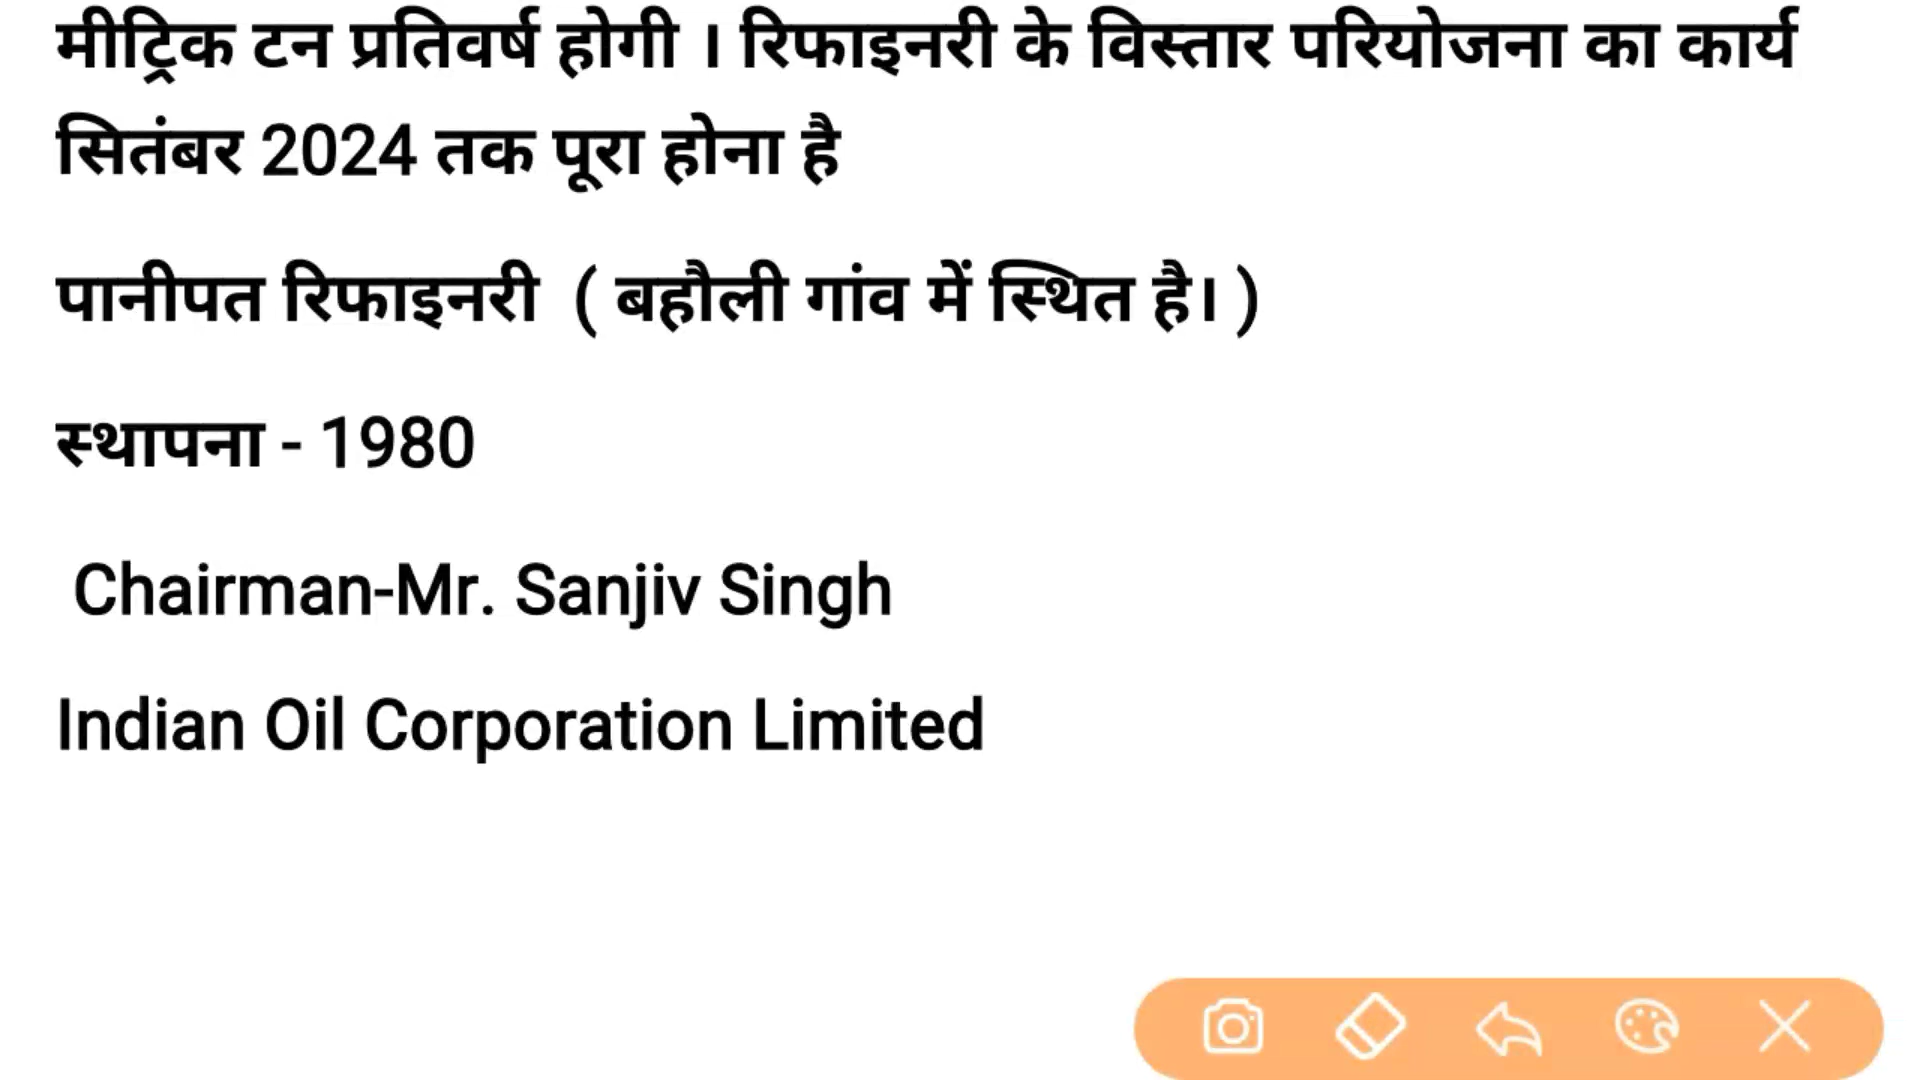 मीट्रिक टन प्रतिवर्ष होगी । रिफाइनरी के विस्तार परियोजना का कार्य
सितंबर 2024 तक पूरा होना है
पानीपत रिफाइनरी ( बहौली गांव में स्थित है। )
स्थापना - 1980
Chairman-Mr. Sanjiv Singh
Indian Oil Corporation Limited